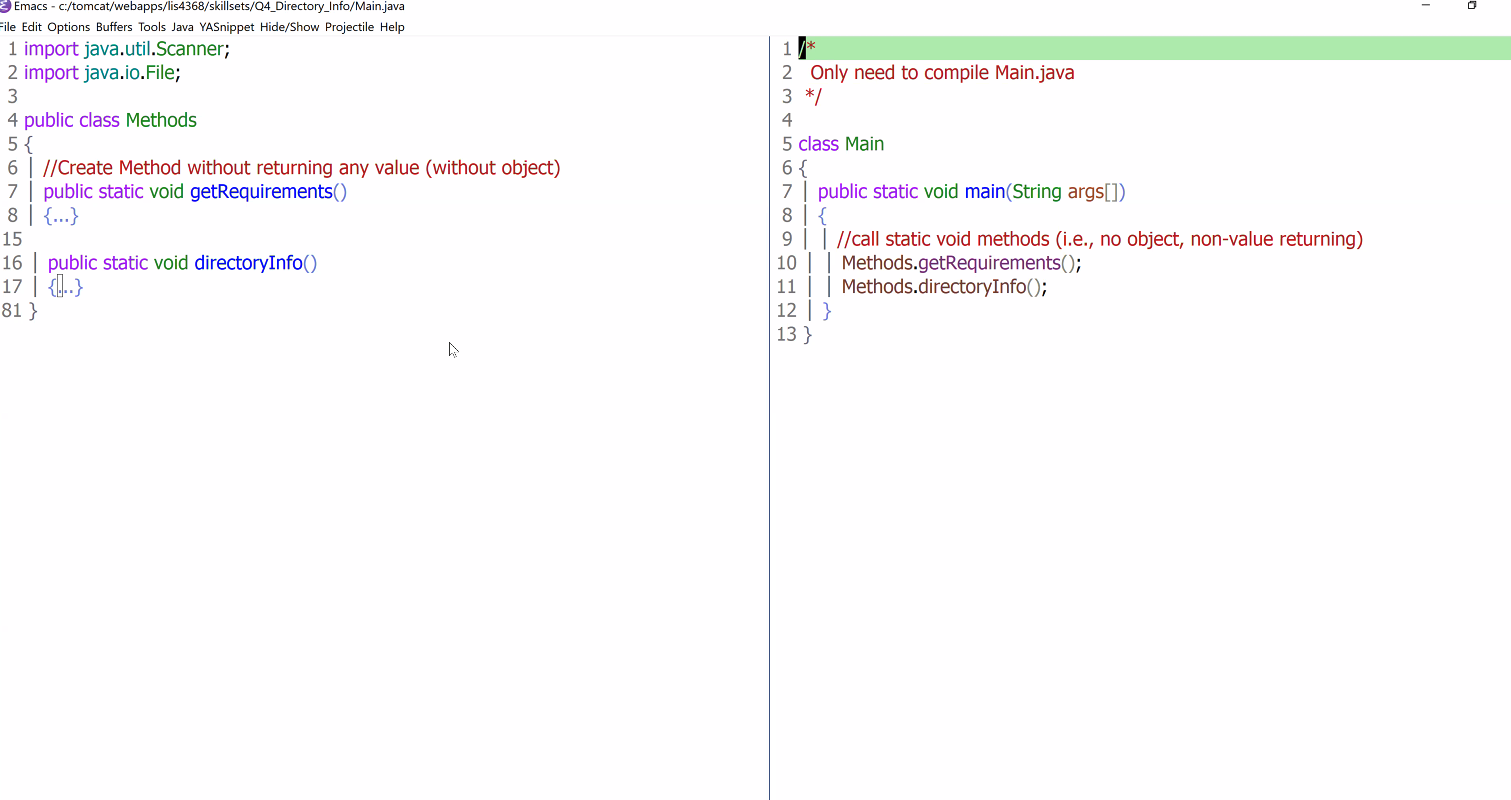 Emacs - c:/tomcat/webapps/lis4368/skillsets/Q4_Directory_Info/Main.java
File Edit Options Buffers Tools Java YASnippet Hide/Show Projectile Help
1 import java.util.Scanner;
2 import java.io.File;
3
4 public class Methods
5 {
6 | //Create Method without returning any value (without object)
7 | public static void getRequirements()
8 | {...}
15
16 | public static void directoryInfo()
17 | {...}
81 }
1 /*
2 Only need to compile Main.java
3 */
4
5 class Main
6 {
7 | public static void main(String args[])
8 | {
9 | | //call static void methods (i.e., no object, non-value returning)
10 | | Methods.getRequirements();
11 | | Methods.directoryInfo();
12 | }
13 }